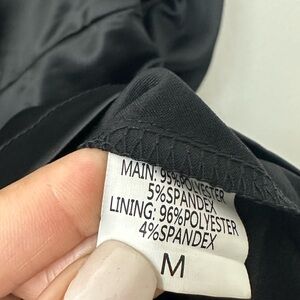 MAIN: 95%POLYESTER
5%SPANDEX
LINING: 96%POLYESTER
4%SPANDEX
M